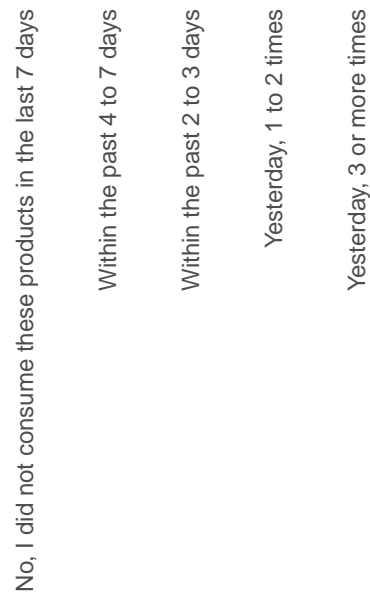 No, I did not consume these products in the last 7 days
Within the past 4 to 7 days
Within the past 2 to 3 days
Yesterday, 1 to 2 times
Yesterday, 3 or more times